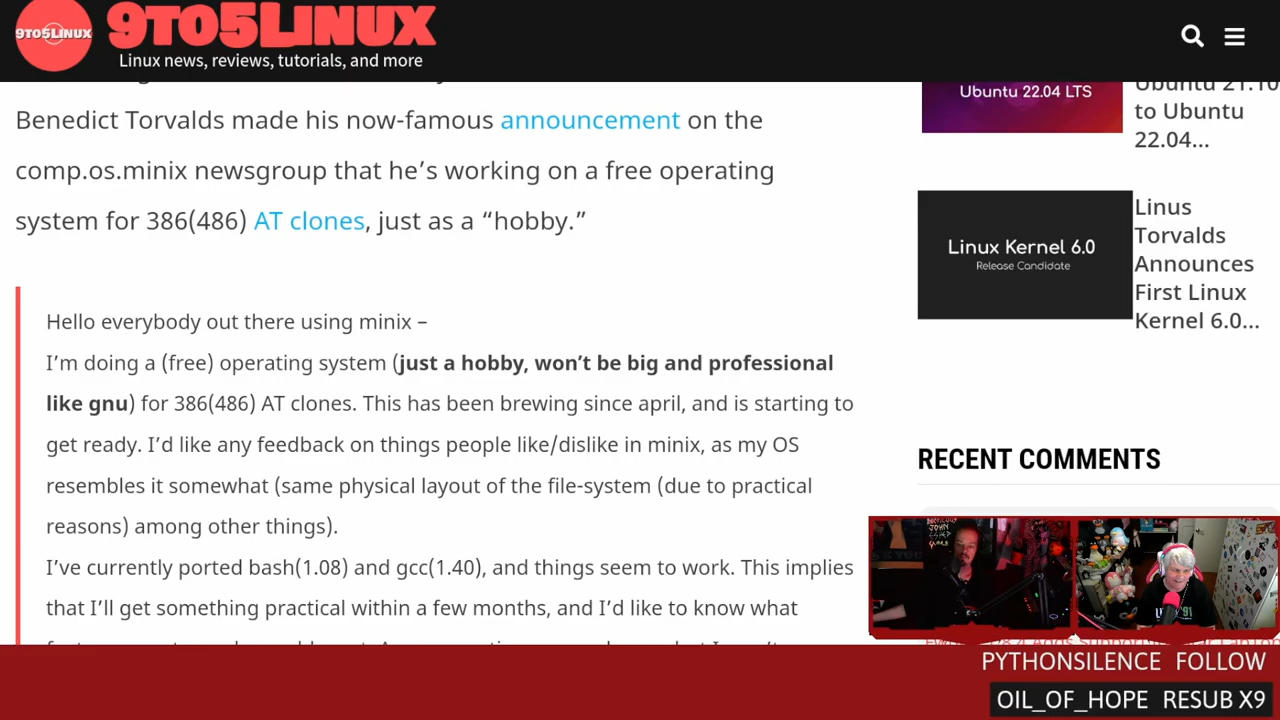 9TO5LINUX
9TO5LINUX
Linux news, reviews, tutorials, and more
Benedict Torvalds made his now-famous announcement on the
comp.os.minix newsgroup that he's working on a free operating
system for 386(486) AT clones, just as a “hobby.”
Hello everybody out there using minix –
I'm doing a (free) operating system (just a hobby, won't be big and professional
like gnu) for 386(486) AT clones. This has been brewing since april, and is starting to
get ready. I'd like any feedback on things people like/dislike in minix, as my OS
resembles it somewhat (same physical layout of the file-system (due to practical
reasons) among other things).
I've currently ported bash(1.08) and gcc(1.40), and things seem to work. This implies
that I'll get something practical within a few months, and I'd like to know what
Ubuntu 22.04 LTS
Ubuntu 21.10
to Ubuntu
22.04...
Linux Kernel 6.0
Release Candidate
Linus
Torvalds
Announces
First Linux
Kernel 6.0...
RECENT COMMENTS
PYTHONSILENCE FOLLOW
OIL_OF_HOPE RESUB X9